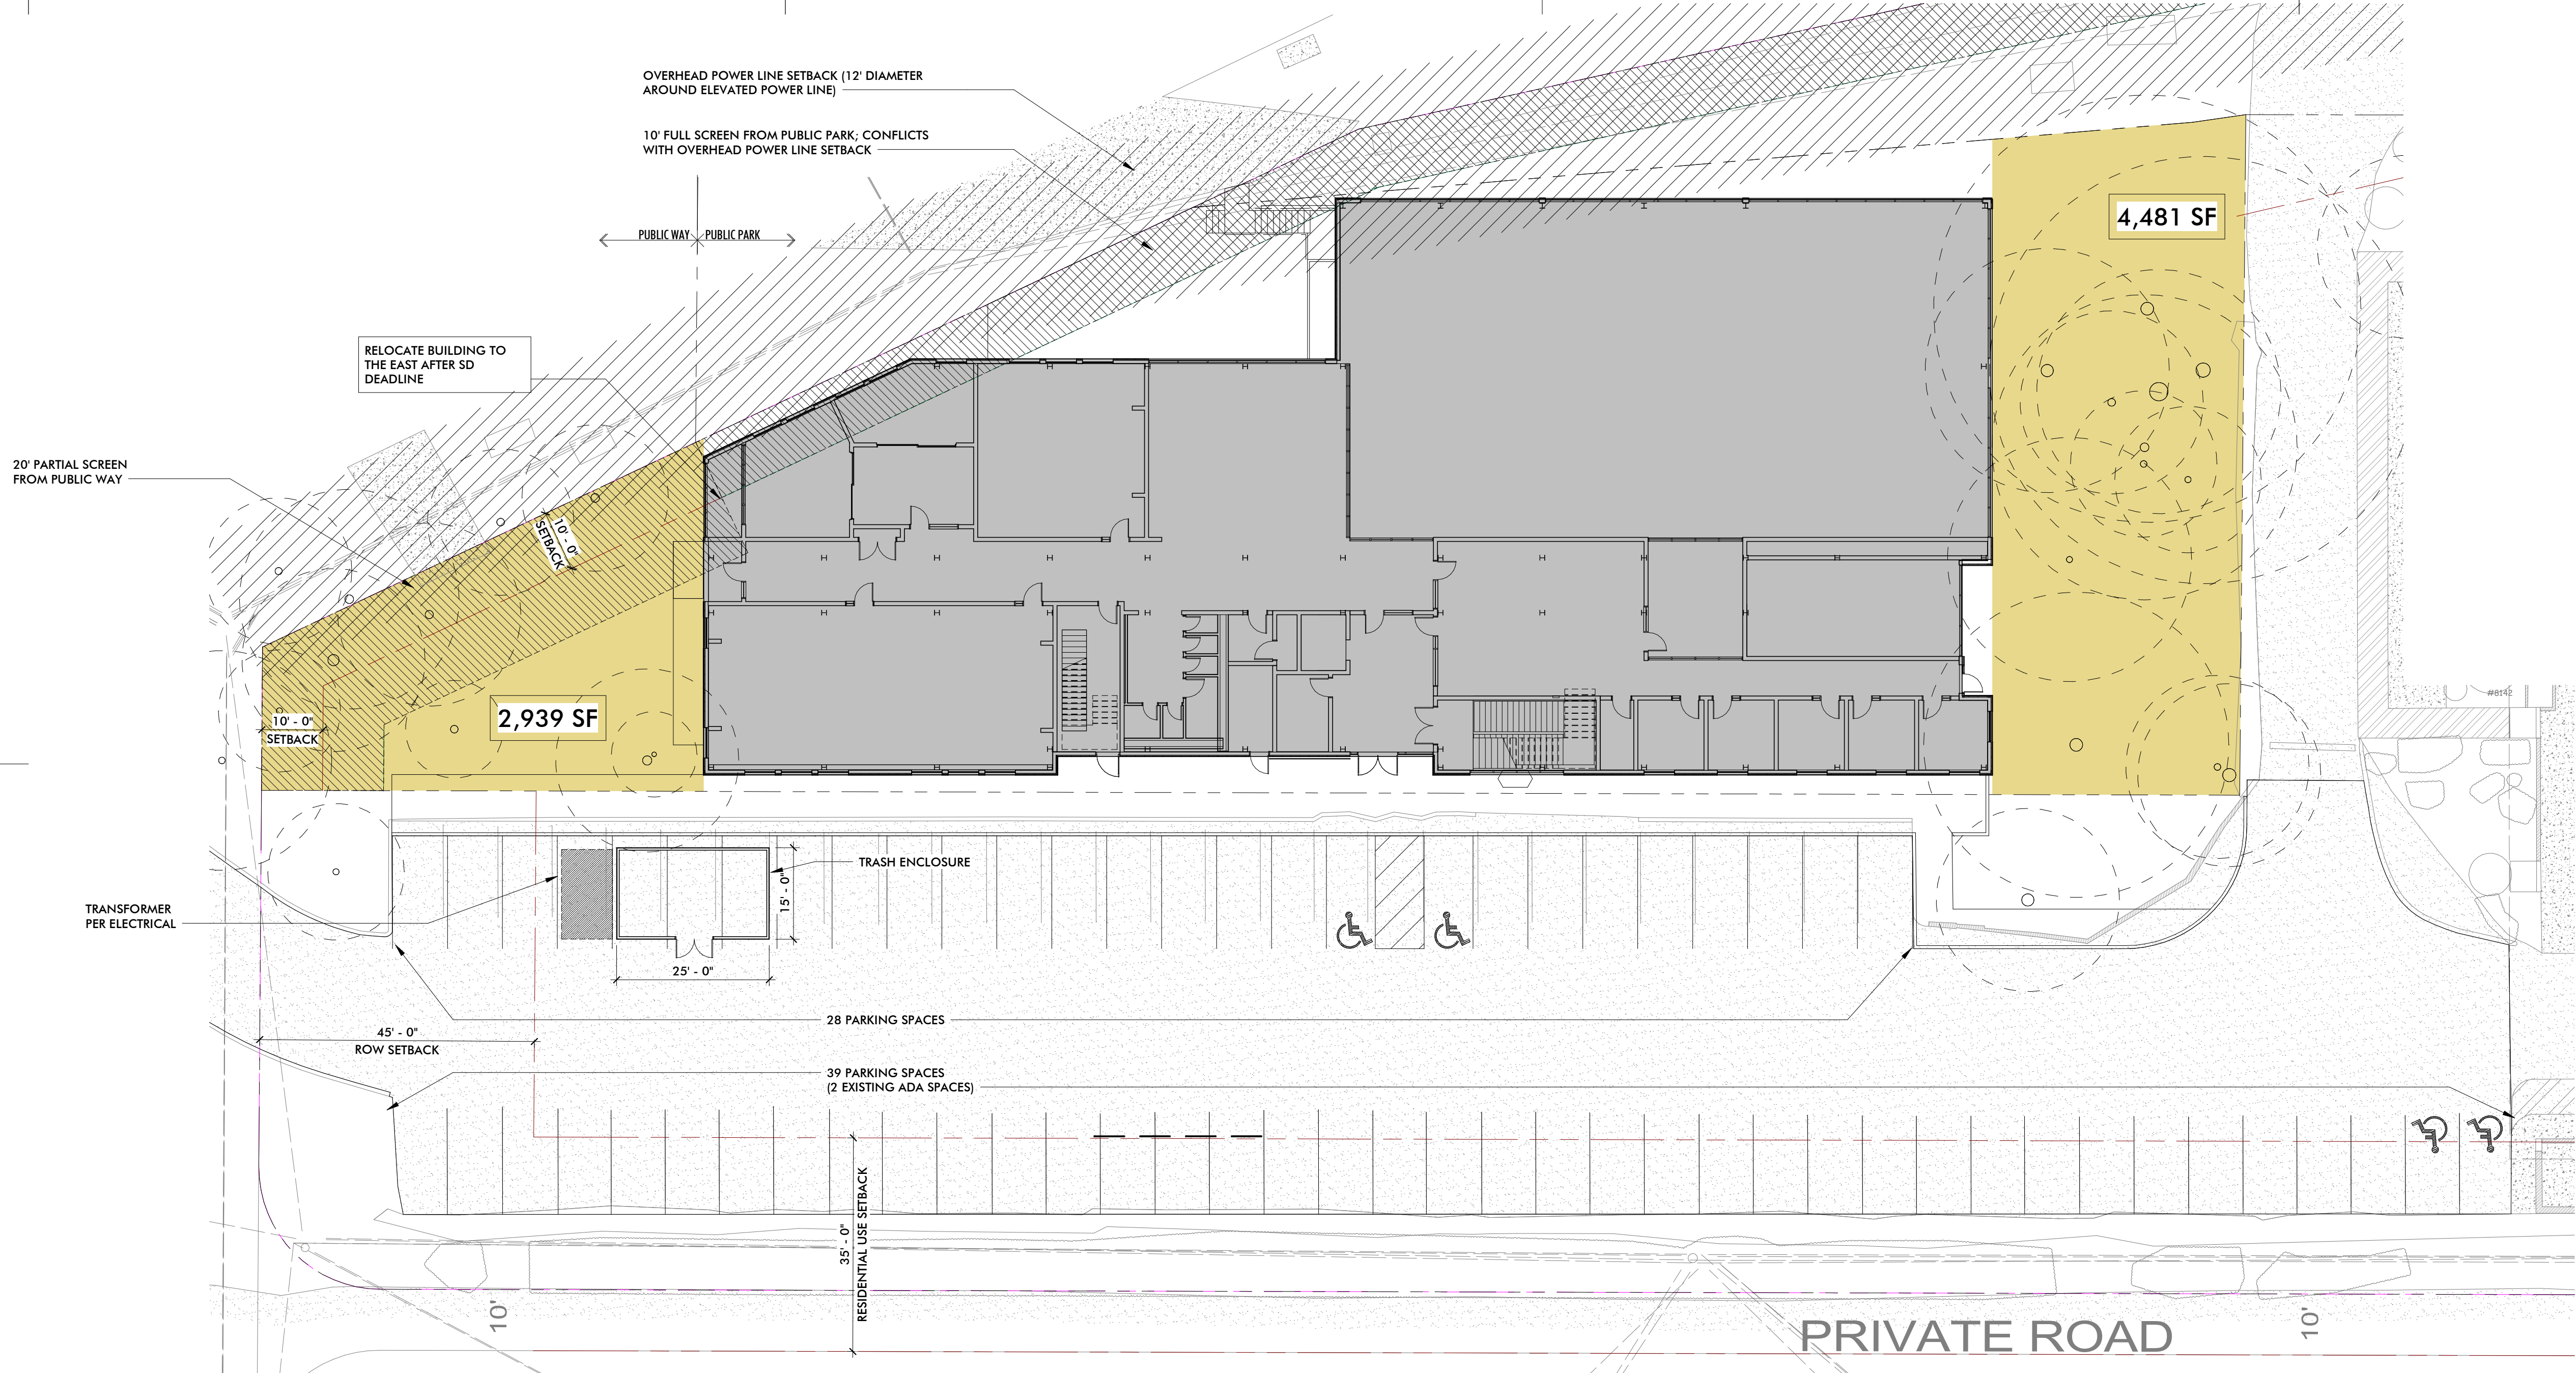 OVERHEAD POWER LINE SETBACK (12' DIAMETER
AROUND ELEVATED POWER LINE)
10' FULL SCREEN FROM PUBLIC PARK; CONFLICTS
WITH OVERHEAD POWER LINE SETBACK
PUBLIC WAY
PUBLIC PARK
4,481 SF
RELOCATE BUILDING TO
THE EAST AFTER SD
DEADLINE
20' PARTIAL SCREEN
FROM PUBLIC WAY
10' - 0"
SETBACK
10' - 0"
SETBACK
2,939 SF
#8142
TRASH ENCLOSURE
15' - 0"
25' - 0"
TRANSFORMER
PER ELECTRICAL
28 PARKING SPACES
45' - 0"
ROW SETBACK
39 PARKING SPACES
(2 EXISTING ADA SPACES)
35' - 0"
RESIDENTIAL USE SETBACK
10'
PRIVATE ROAD
10'